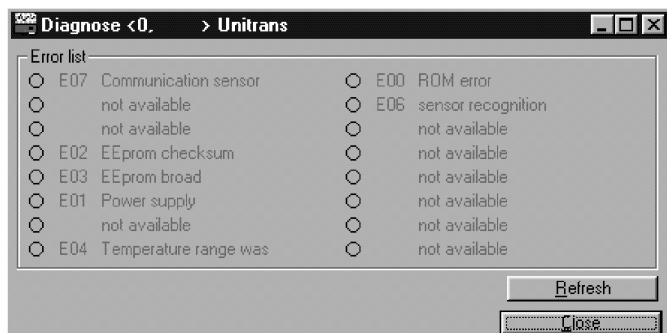 Diagnose <0, > Unitrans
Error list
E07 Communication sensor
not available
not available
E02 EEprom checksum
E03 EEprom broad
E01 Power supply
not available
E04 Temperature range was
E00 ROM error
E06 sensor recognition
not available
not available
not available
not available
not available
not available
Refresh
Close